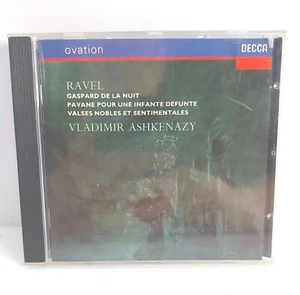 ovation
DECCA
RAVEL
GASPARD DE LA NUIT
PAVANE POUR UNE INFANTE DÉFUNTE
VALSES NOBLES ET SENTIMENTALES
VLADIMIR ASHKENAZY